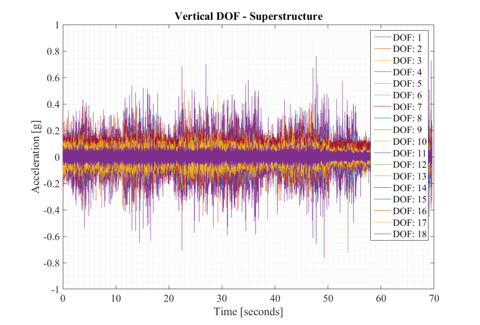 Vertical DOF - Superstructure
1
0.8
0.6
0.4
0.2
0
-0.2
-0.4
-0.6
-0.8
-1
Acceleration [g]
DOF: 1
DOF: 2
DOF: 3
DOF: 4
DOF: 5
DOF: 6
DOF: 7
DOF: 8
DOF: 9
DOF: 10
DOF: 11
DOF: 12
DOF: 13
DOF: 14
DOF: 15
DOF: 16
DOF: 17
DOF: 18
0 10 20 30 40 50 60 70
Time [seconds]